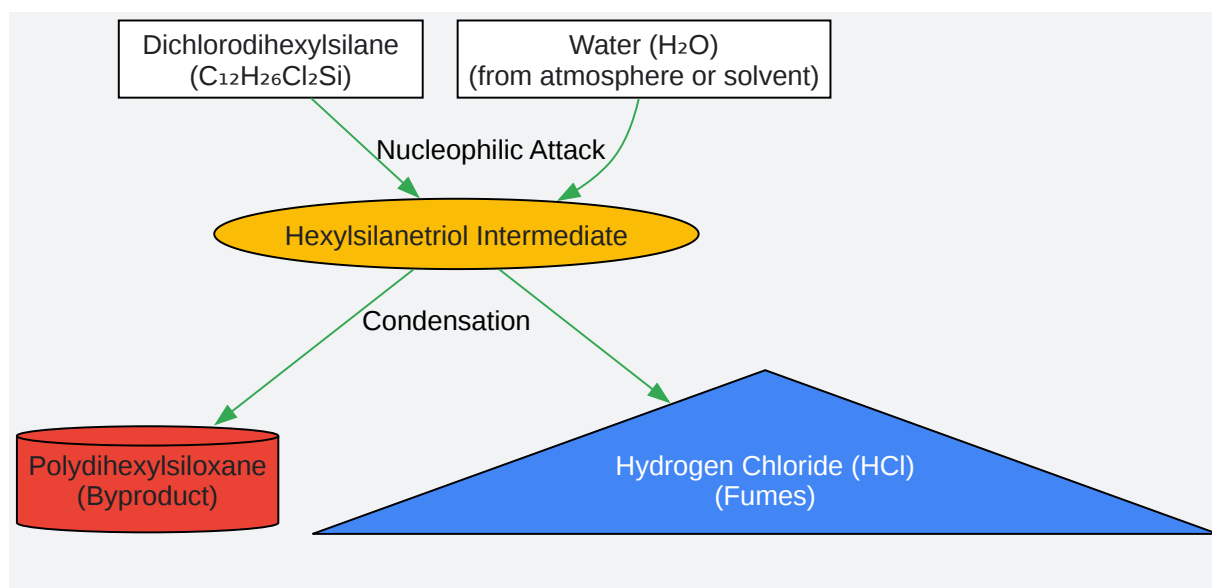 Dichlorodihexylsilane
(C₁₂H₂₆Cl₂Si)
Water (H₂O)
(from atmosphere or solvent)
Nucleophilic Attack
Hexylsilanetriol Intermediate
Condensation
Polydihexylsiloxane
(Byproduct)
Hydrogen Chloride (HCl)
(Fumes)